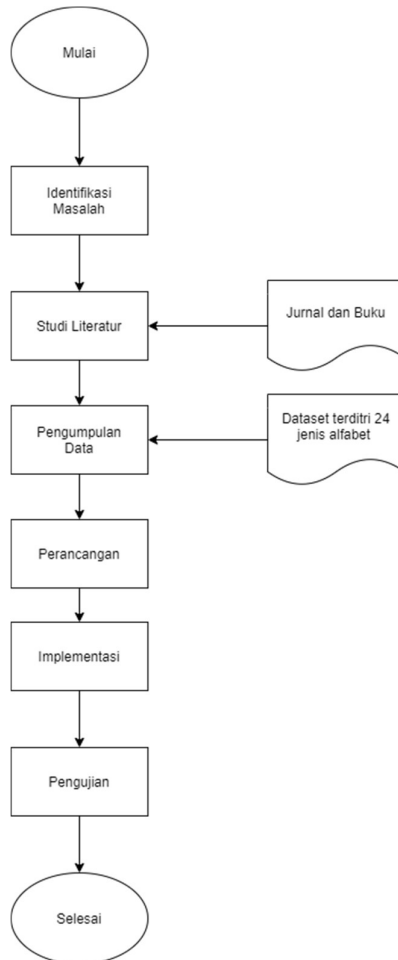 Mulai
Identifikasi
Masalah
Studi Literatur
Jurnal dan Buku
Pengumpulan
Data
Dataset terditri 24
jenis alfabet
Perancangan
Implementasi
Pengujian
Selesai